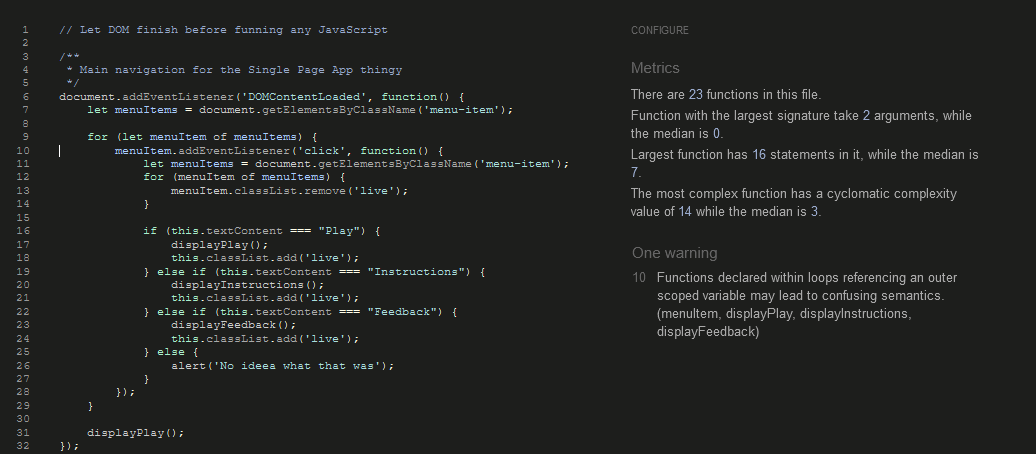 1 // Let DOM finish before funning any JavaScript
2
3 /**
4 * Main navigation for the Single Page App thingy
5 */
6 document.addEventListener('DOMContentLoaded', function() {
7 let menuItems = document.getElementsByClassName('menu-item');
8
9 for (let menuItem of menuItems) {
10 menuItem.addEventListener('click', function() {
11 let menuItems = document.getElementsByClassName('menu-item');
12 for (menuItem of menuItems) {
13 menuItem.classList.remove('live');
14 }
15
16 if (this.textContent === "Play") {
17 displayPlay();
18 this.classList.add('live');
19 } else if (this.textContent === "Instructions") {
20 displayInstructions();
21 this.classList.add('live');
22 } else if (this.textContent === "Feedback") {
23 displayFeedback();
24 this.classList.add('live');
25 } else {
26 alert('No ideea what that was');
27 }
28 });
29 }
30
31 displayPlay();
32 });
CONFIGURE
Metrics
There are 23 functions in this file.
Function with the largest signature take 2 arguments, while
the median is 0.
Largest function has 16 statements in it, while the median is
7.
The most complex function has a cyclomatic complexity
value of 14 while the median is 3.
One warning
10 Functions declared within loops referencing an outer
scoped variable may lead to confusing semantics.
(menuItem, displayPlay, displayInstructions,
displayFeedback)